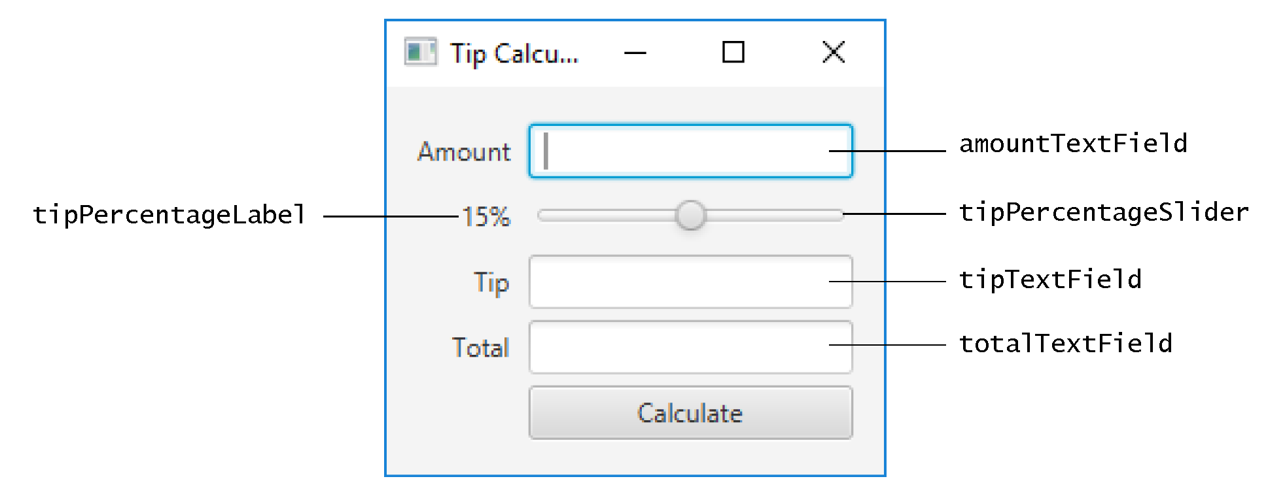 Tip Calcu...
Amount
amountTextField
tipPercentageLabel
15%
tipPercentageSlider
Tip
tipTextField
Total
totalTextField
Calculate